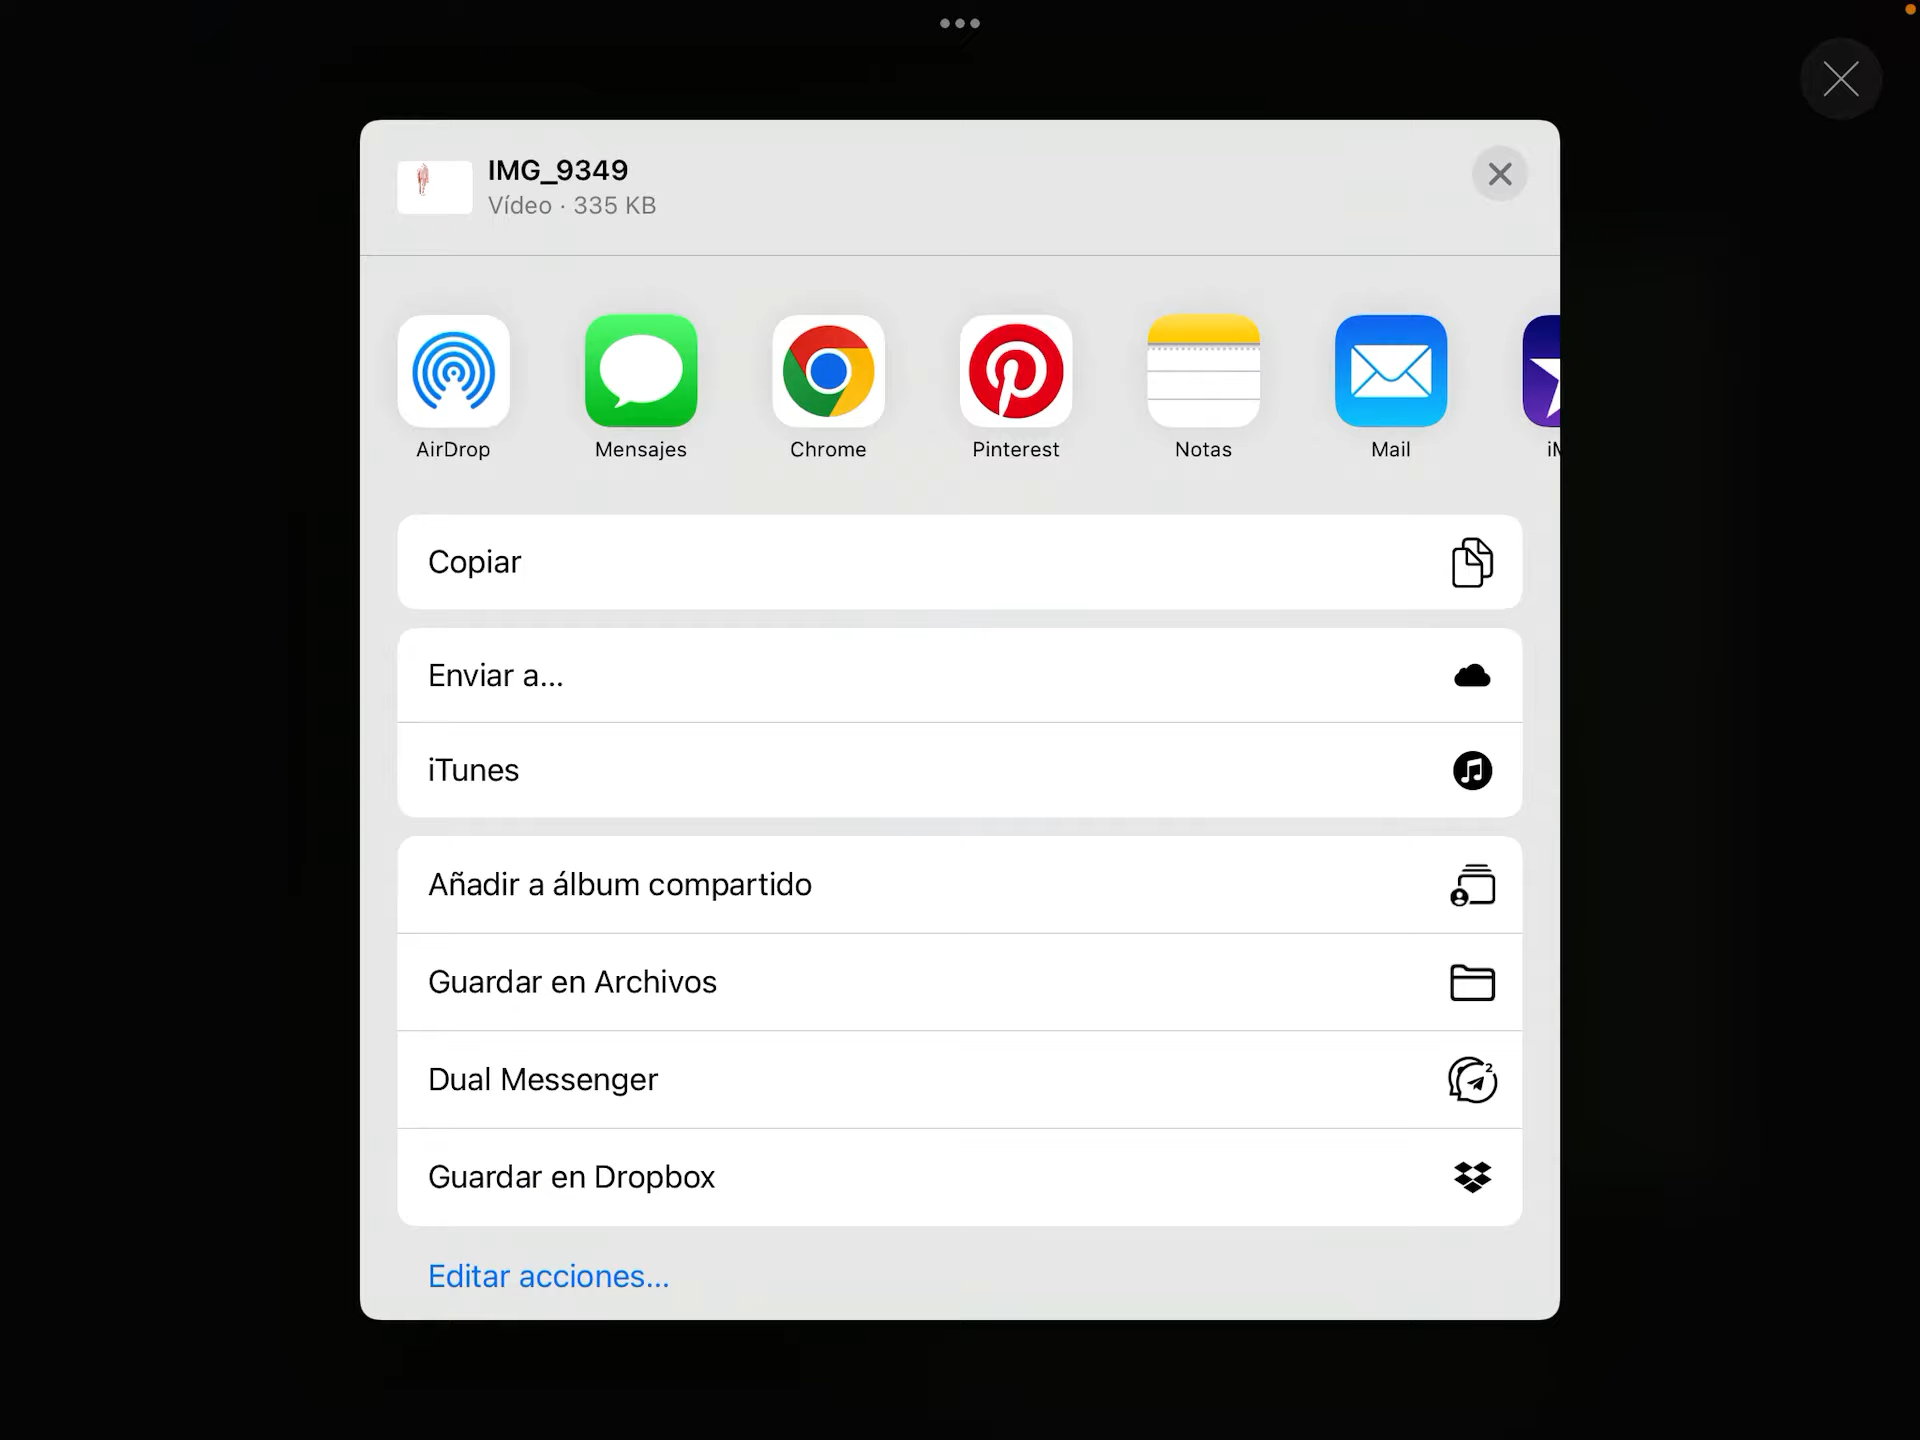 IMG_9349
Vídeo · 335 KB
AirDrop
Mensajes
Chrome
Pinterest
Notas
Mail
iM
Copiar
Enviar a...
iTunes
Añadir a álbum compartido
Guardar en Archivos
Dual Messenger
Guardar en Dropbox
Editar acciones...